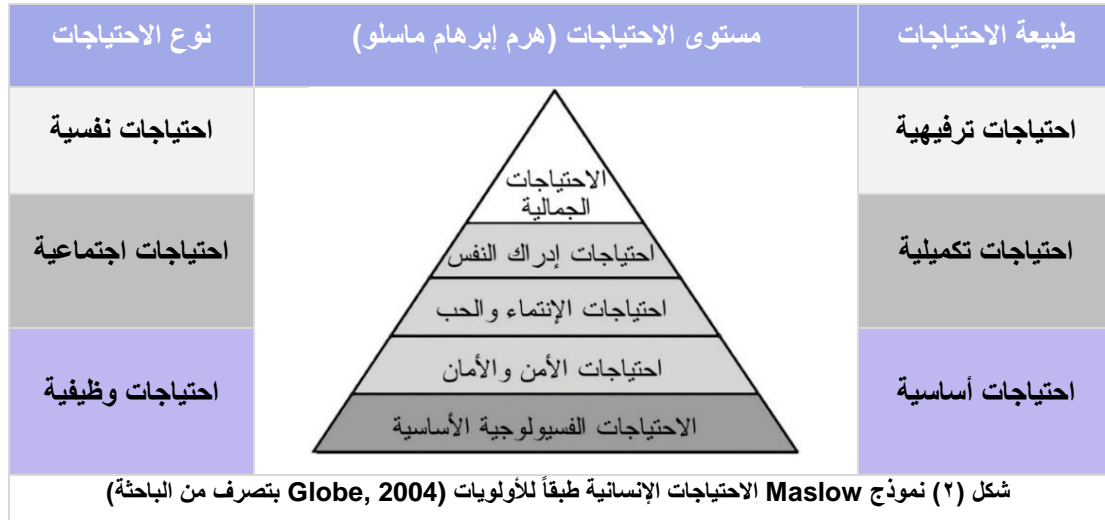 طبيعة الاحتياجات
مستوى الاحتياجات (هرم إبرهام ماسلو)
نوع الاحتياجات
احتياجات ترفيهية
الاحتياجات
الجمالية
احتياجات نفسية
احتياجات تكميلية
احتياجات إدراك النفس
احتياجات الإنتماء والحب
احتياجات اجتماعية
احتياجات أساسية
احتياجات الأمن والأمان
الاحتياجات الفسيولوجية الأساسية
احتياجات وظيفية
شكل (٢) نموذج Maslow الاحتياجات الإنسانية طبقاً للأولويات (Globe, 2004 بتصرف من الباحثة)